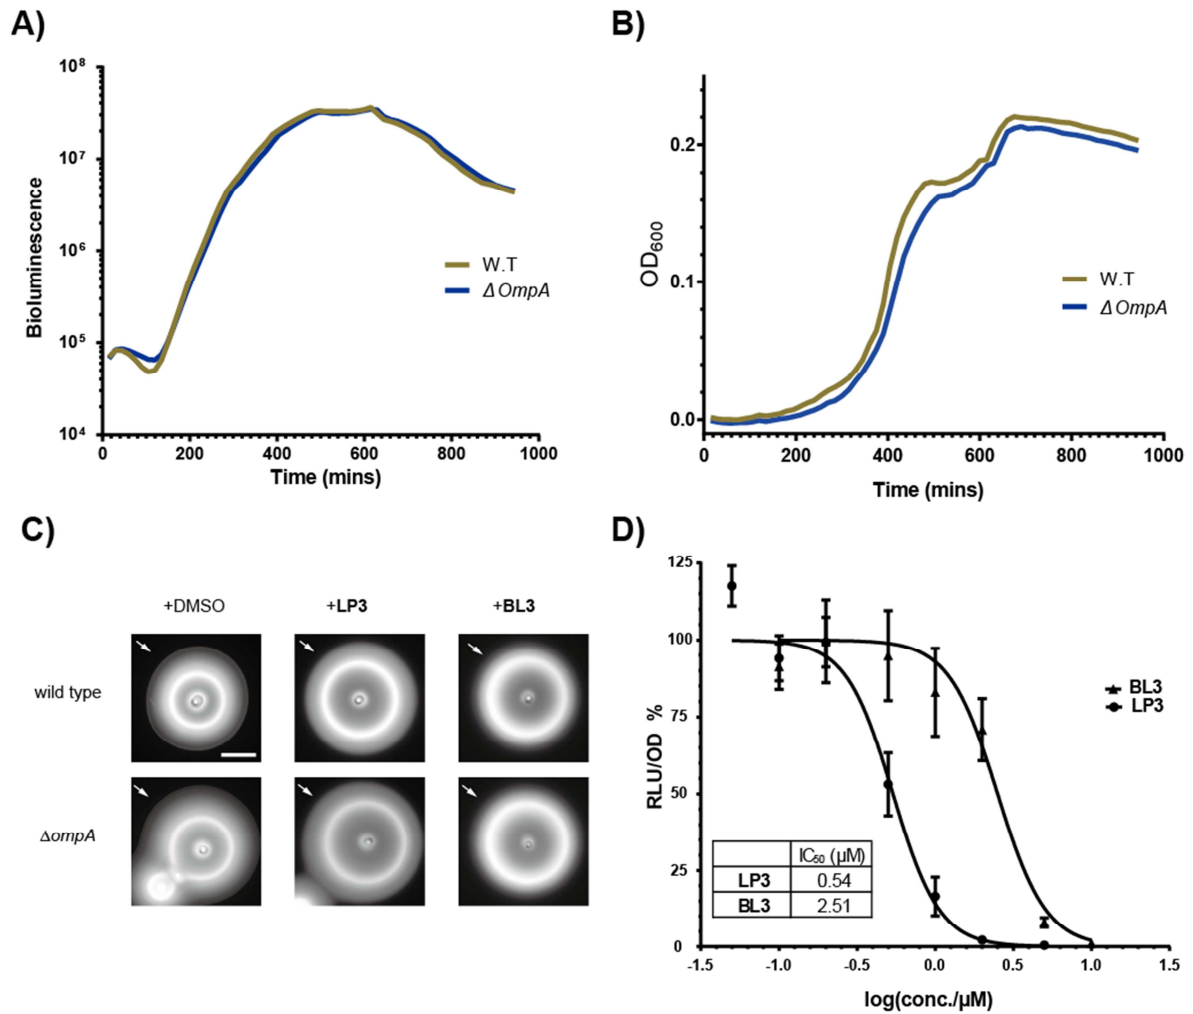 A)
10⁸
10⁷
10⁶
10⁵
10⁴
Bioluminescence
W.T
ΔOmpA
0 200 400 600 800 1000
Time (mins)
B)
0.2
0.1
0.0
OD₆₀₀
W.T
ΔOmpA
0 200 400 600 800 1000
Time (mins)
C)
+DMSO +LP3 +BL3
wild type
ΔompA
D)
125
100
75
50
25
0
RLU/OD %
BL3
LP3
IC₅₀ (µM)
LP3 0.54
BL3 2.51
-1.5 -1.0 -0.5 0.0 0.5 1.0 1.5
log(conc./µM)